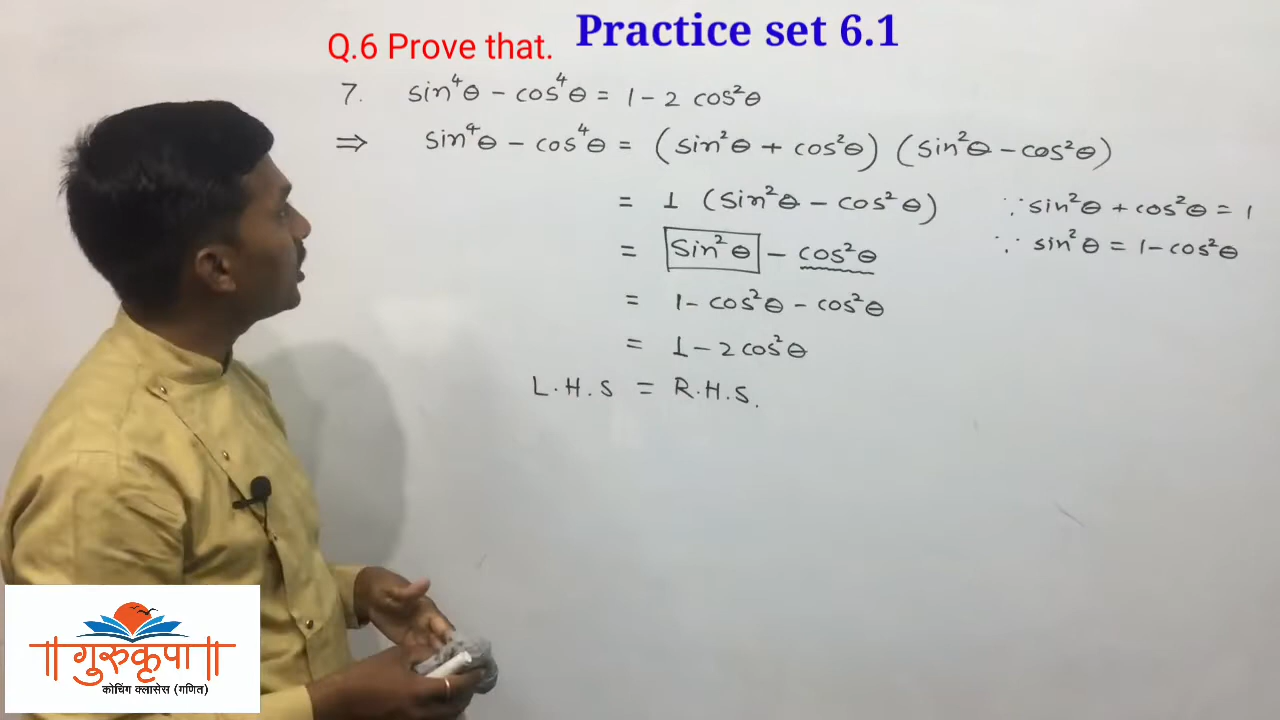 Practice set 6.1
Q.6 Prove that.
7. sin⁴θ - cos⁴θ = 1 - 2 cos²θ
⇒ sin⁴θ - cos⁴θ = (sin²θ + cos²θ) (sin²θ - cos²θ)
= 1 (sin²θ - cos²θ) ∵ sin²θ + cos²θ = 1
= Sin²θ - cos²θ ∵ sin²θ = 1 - cos²θ
= 1 - cos²θ - cos²θ
= 1 - 2 cos²θ
L.H.S = R.H.S.
॥ गुरुकृपा ॥
कोचिंग क्लासेस (गणित)